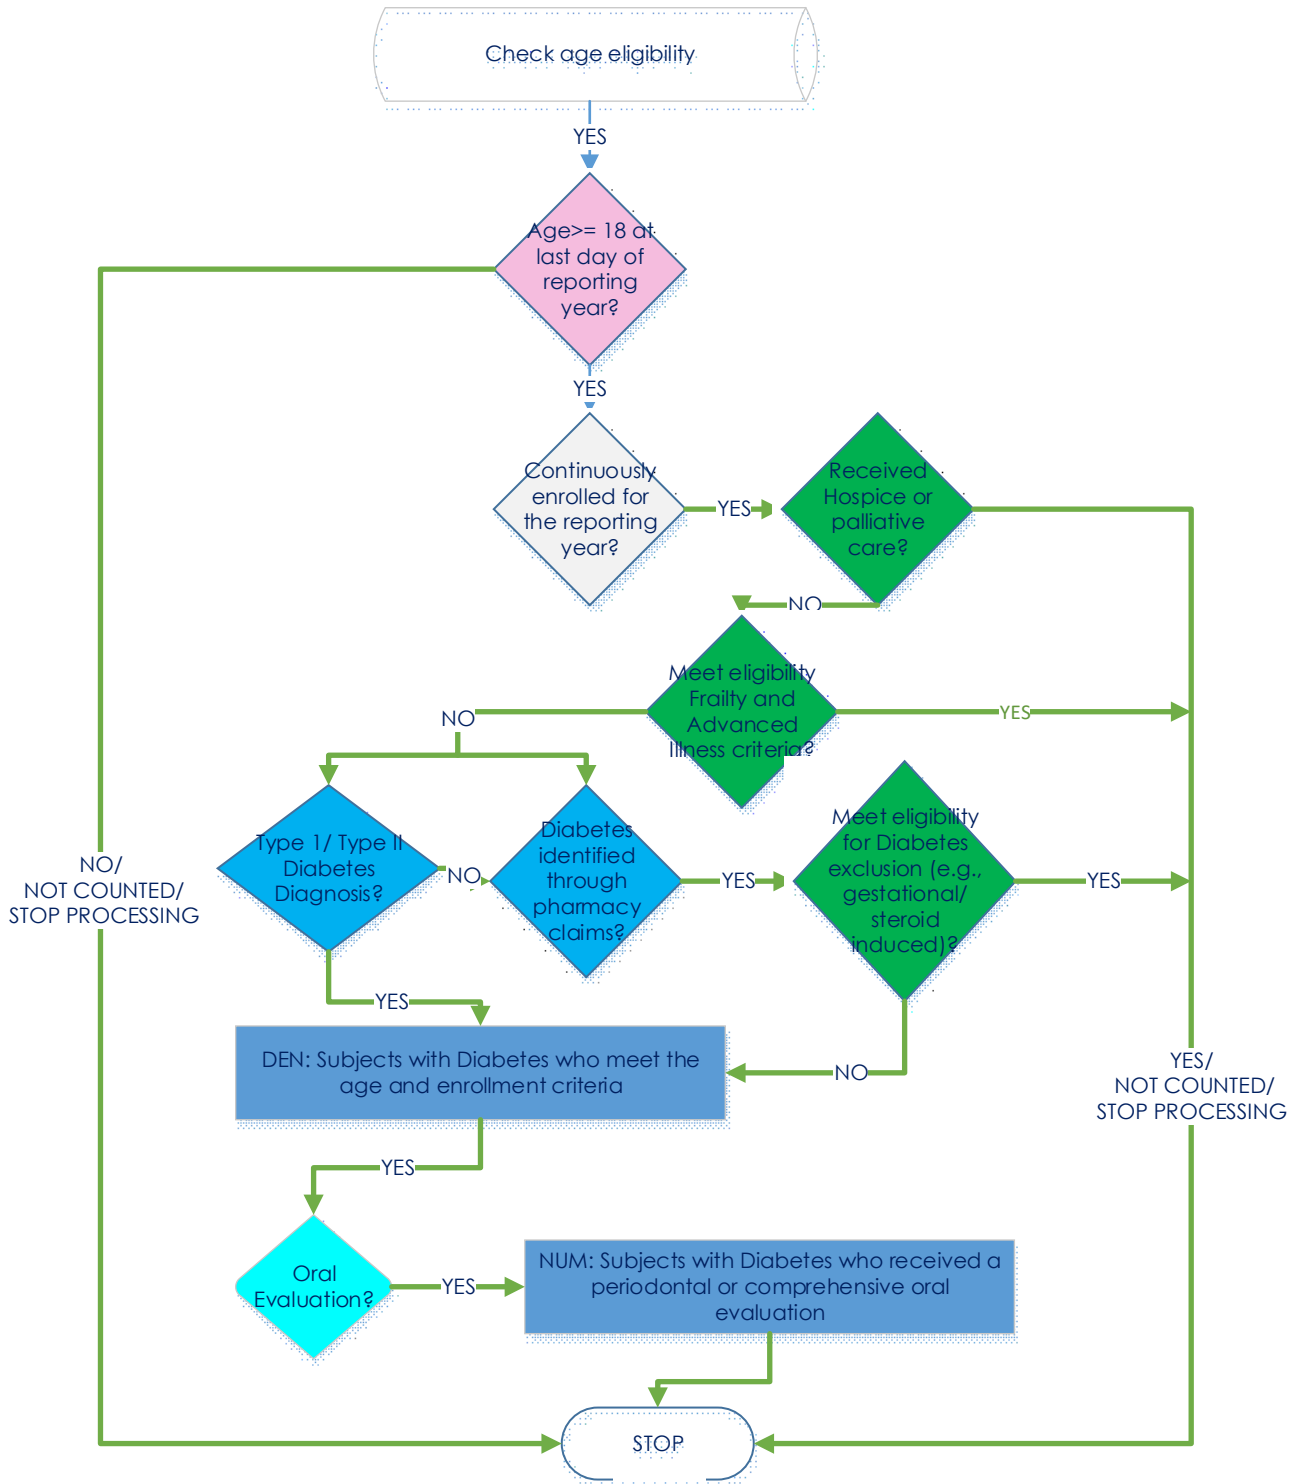 Check age eligibility
YES
Age>= 18 at
last day of
reporting
year?
YES
Continuously
enrolled for
the reporting
year?
YES
Received
Hospice or
palliative
care?
NO
Meet eligibility
Frailty and
Advanced
Illness criteria?
YES
NO
Type 1/ Type II
Diabetes
Diagnosis?
NO
Diabetes
identified
through
pharmacy
claims?
YES
Meet eligibility
for Diabetes
exclusion (e.g.,
gestational/
steroid
induced)?
YES
NO/
NOT COUNTED/
STOP PROCESSING
YES
DEN: Subjects with Diabetes who meet the
age and enrollment criteria
NO
YES/
NOT COUNTED/
STOP PROCESSING
YES
Oral
Evaluation?
YES
NUM: Subjects with Diabetes who received a
periodontal or comprehensive oral
evaluation
STOP